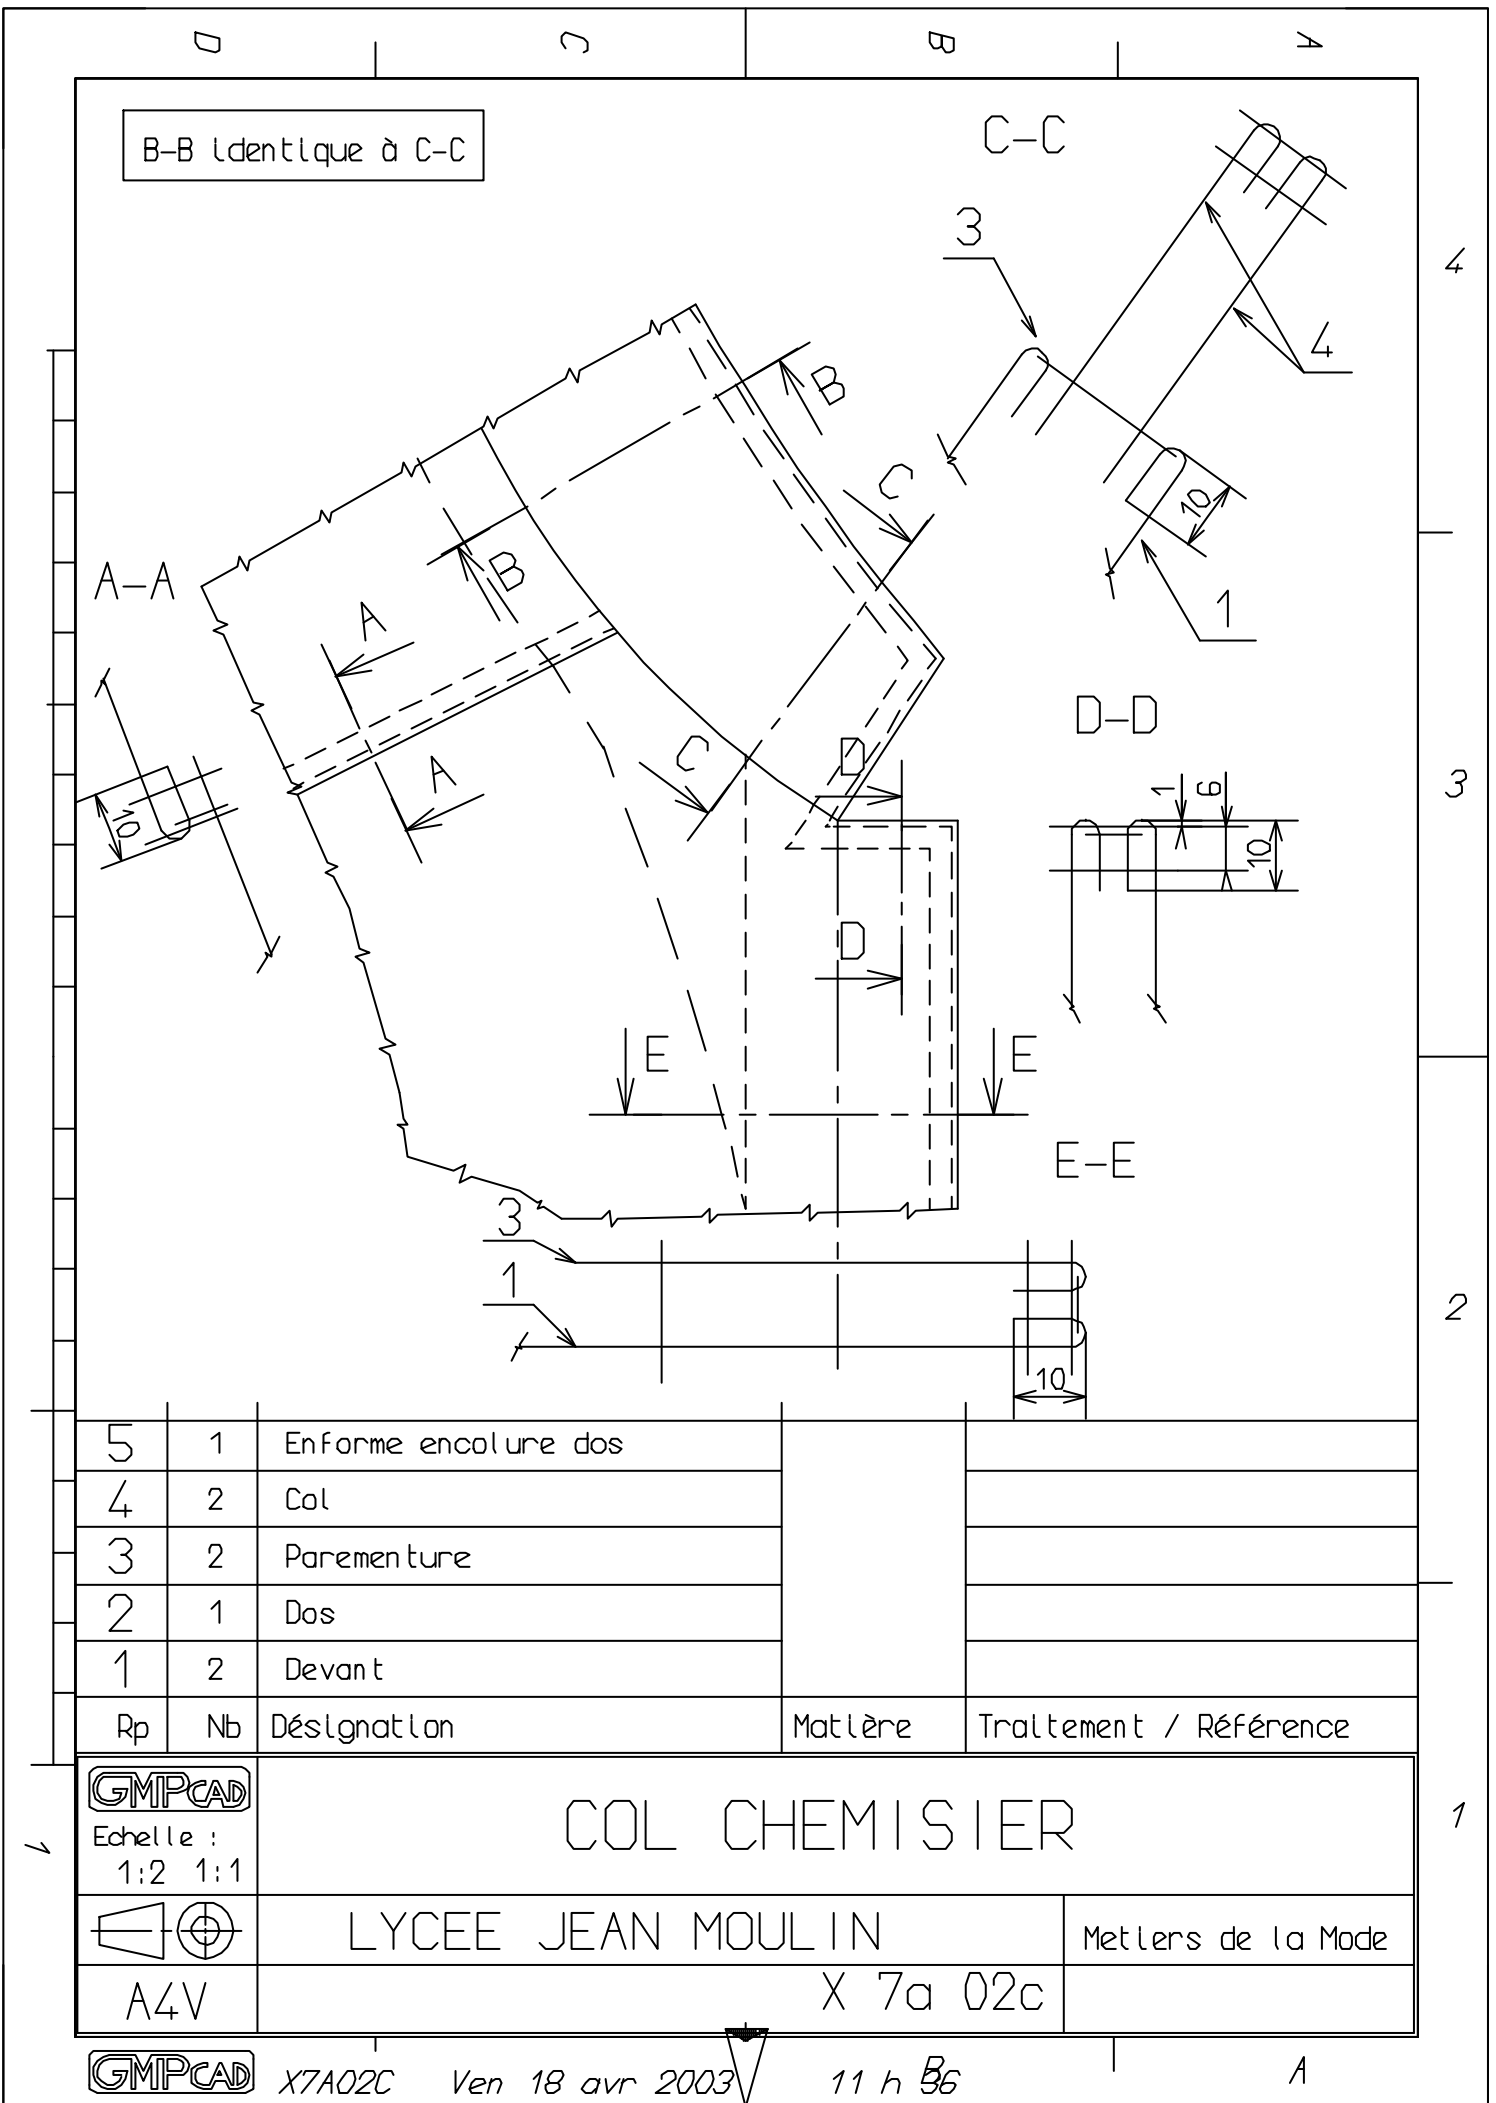 D C B A
B-B identique à C-C
C-C
3
4
4
B
C
10
B
A-A
A
1
D-D
C
A
D
3
1 6
10
10
D
E E
E-E
3
1
2
10
5 1 Enforme encolure dos
4 2 Col
3 2 Parementure
2 1 Dos
1 2 Devant
Rp Nb Désignation Matière Traitement / Référence
GMPCAD
Echelle :
1:2 1:1
COL CHEMISIER
1
1
LYCEE JEAN MOULIN
Metiers de la Mode
A4V
X 7a 02c
GMPCAD X7A02C Ven 18 avr 2003 11 h 36
B A